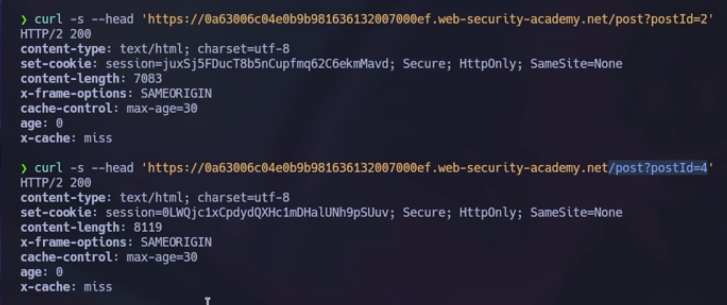 ❯ curl -s --head 'https://0a63006c04e0b9b981636132007000ef.web-security-academy.net/post?postId=2'
HTTP/2 200
content-type: text/html; charset=utf-8
set-cookie: session=juxSj5FDucT8b5nCupfmq62C6ekmMavd; Secure; HttpOnly; SameSite=None
content-length: 7083
x-frame-options: SAMEORIGIN
cache-control: max-age=30
age: 0
x-cache: miss
❯ curl -s --head 'https://0a63006c04e0b9b981636132007000ef.web-security-academy.net/post?postId=4'
HTTP/2 200
content-type: text/html; charset=utf-8
set-cookie: session=0LWQjc1xCpdydQXHc1mDHalUNh9pSUuv; Secure; HttpOnly; SameSite=None
content-length: 8119
x-frame-options: SAMEORIGIN
cache-control: max-age=30
age: 0
x-cache: miss